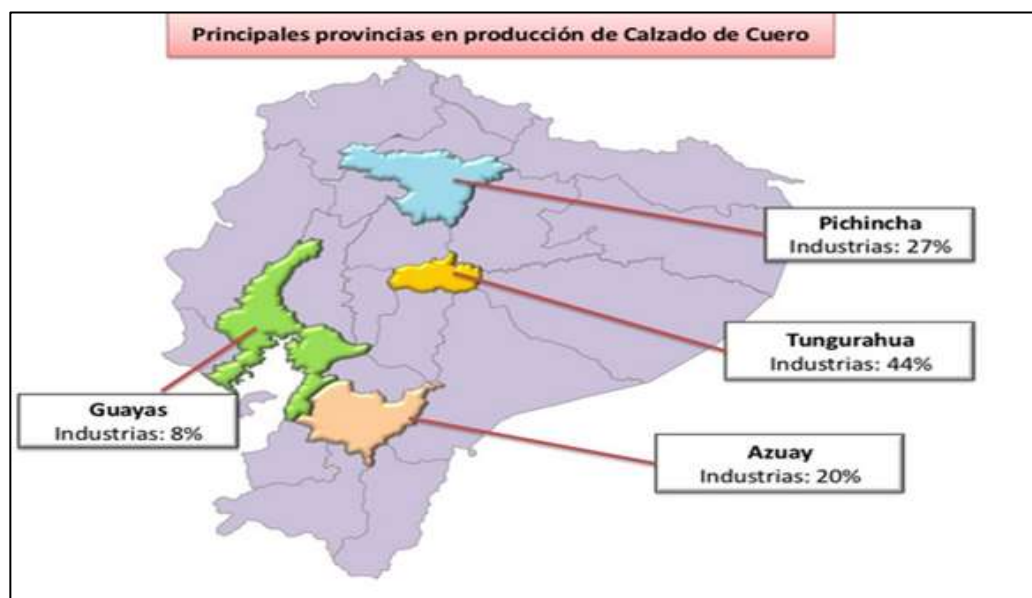 Principales provincias en producción de Calzado de Cuero
Pichincha
Industrias: 27%
Tungurahua
Industrias: 44%
Guayas
Industrias: 8%
Azuay
Industrias: 20%